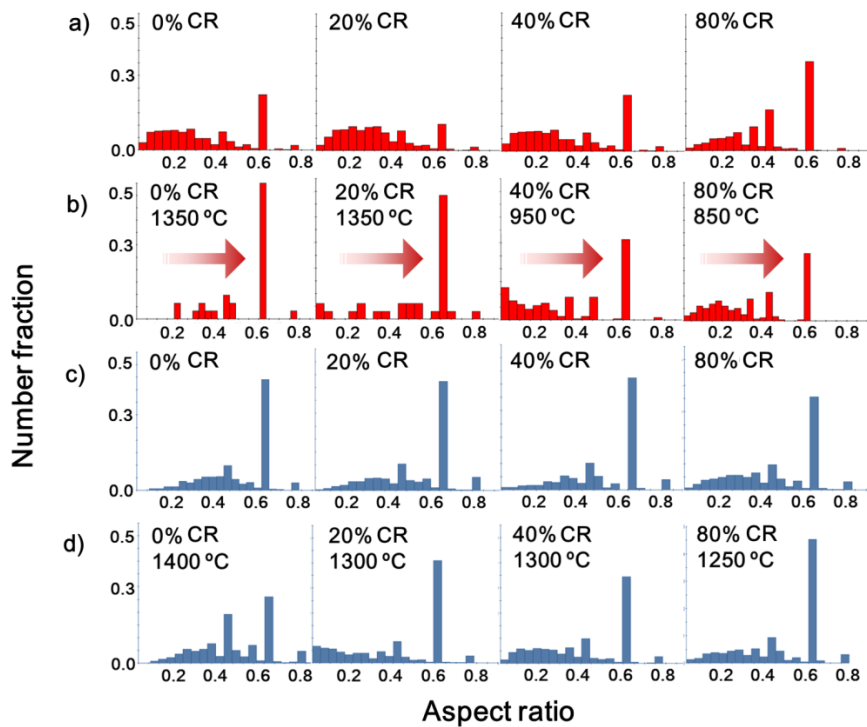 a) 0% CR 20% CR 40% CR 80% CR
0.5
0.3
0.0
0.2 0.4 0.6 0.8 0.2 0.4 0.6 0.8 0.2 0.4 0.6 0.8 0.2 0.4 0.6 0.8
b) 0% CR 20% CR 40% CR 80% CR
1350 ºC 1350 ºC 950 ºC 850 ºC
0.5
0.3
0.0
0.2 0.4 0.6 0.8 0.2 0.4 0.6 0.8 0.2 0.4 0.6 0.8 0.2 0.4 0.6 0.8
c) 0% CR 20% CR 40% CR 80% CR
0.5
0.3
0.0
0.2 0.4 0.6 0.8 0.2 0.4 0.6 0.8 0.2 0.4 0.6 0.8 0.2 0.4 0.6 0.8
d) 0% CR 20% CR 40% CR 80% CR
1400 ºC 1300 ºC 1300 ºC 1250 ºC
0.5
0.3
0.0
0.2 0.4 0.6 0.8 0.2 0.4 0.6 0.8 0.2 0.4 0.6 0.8 0.2 0.4 0.6 0.8
Number fraction
Aspect ratio